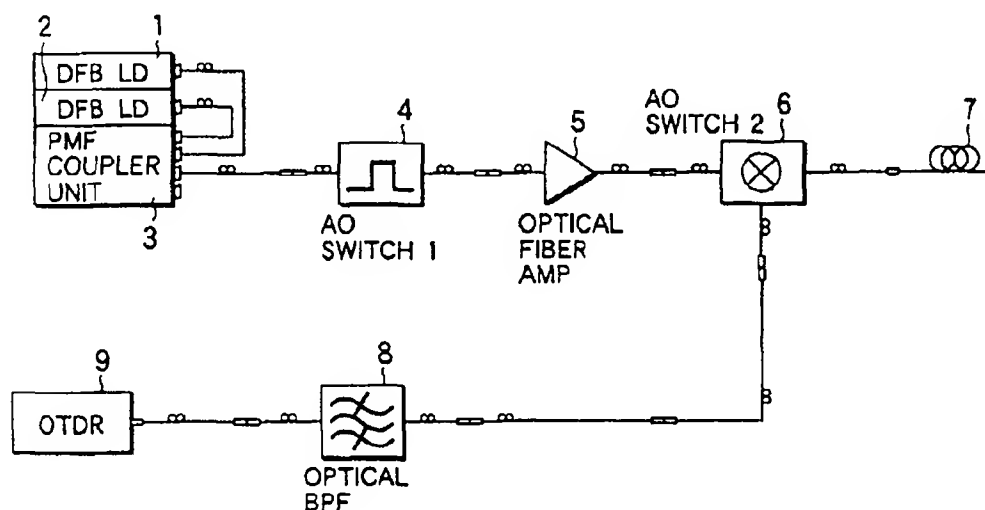 2
1
DFB LD
DFB LD
PMF
COUPLER
UNIT
3
4
AO
SWITCH 1
5
OPTICAL
FIBER
AMP
AO
SWITCH 2
6
7
9
OTDR
8
OPTICAL
BPF